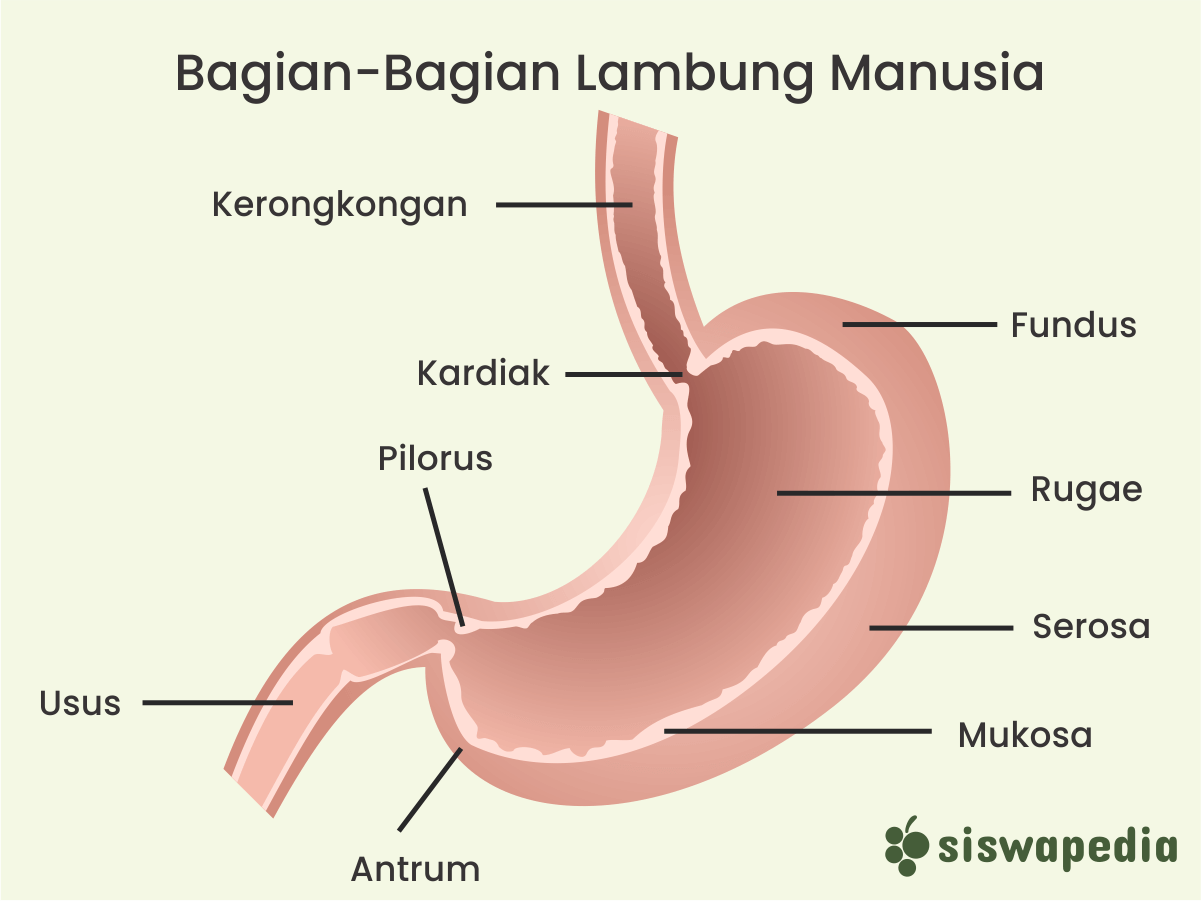 Bagian-Bagian Lambung Manusia
Kerongkongan
Fundus
Kardiak
Pilorus
Rugae
Serosa
Usus
Mukosa
Antrum
siswapedia